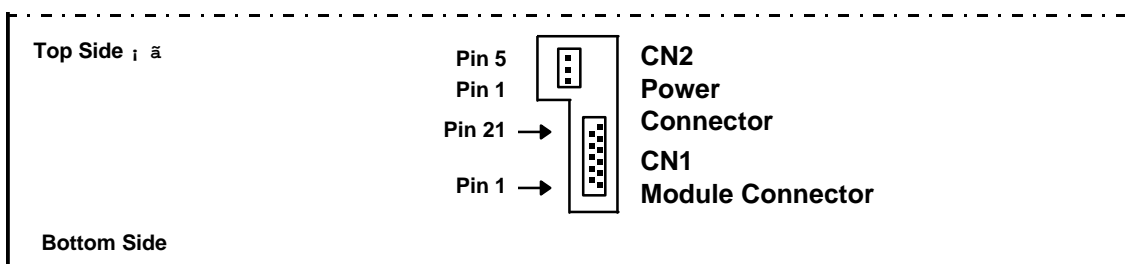 Top Side ¡ ã
Pin 5
Pin 1
Pin 21
Pin 1
CN2
Power
Connector
CN1
Module Connector
Bottom Side